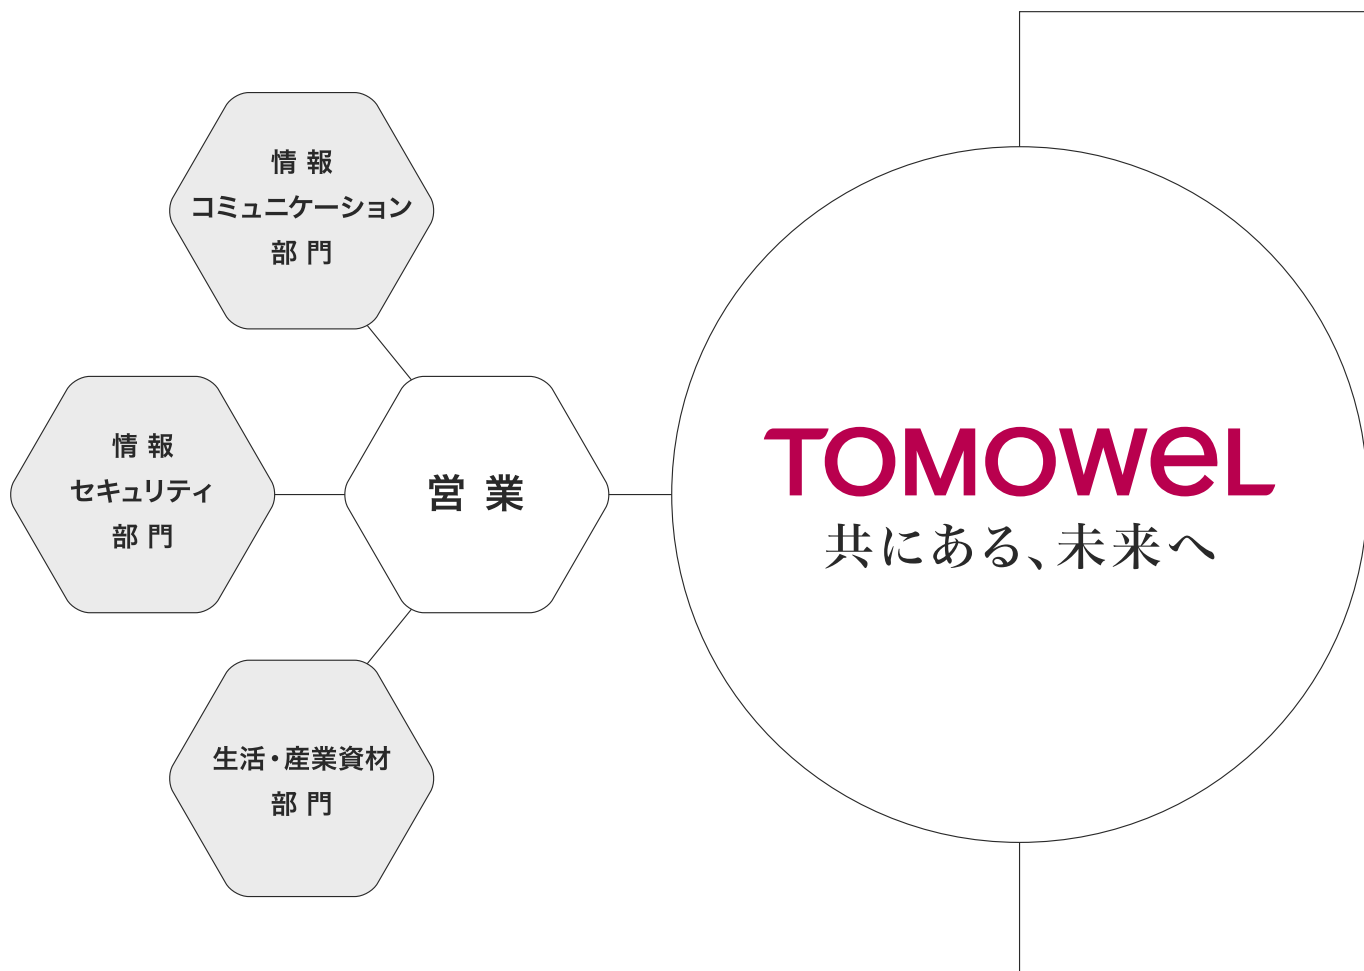 情報
コミュニケーション
部門
情報
セキュリティ
部門
営業
生活・産業資材
部門
TOMOWEL
共にある、未来へ